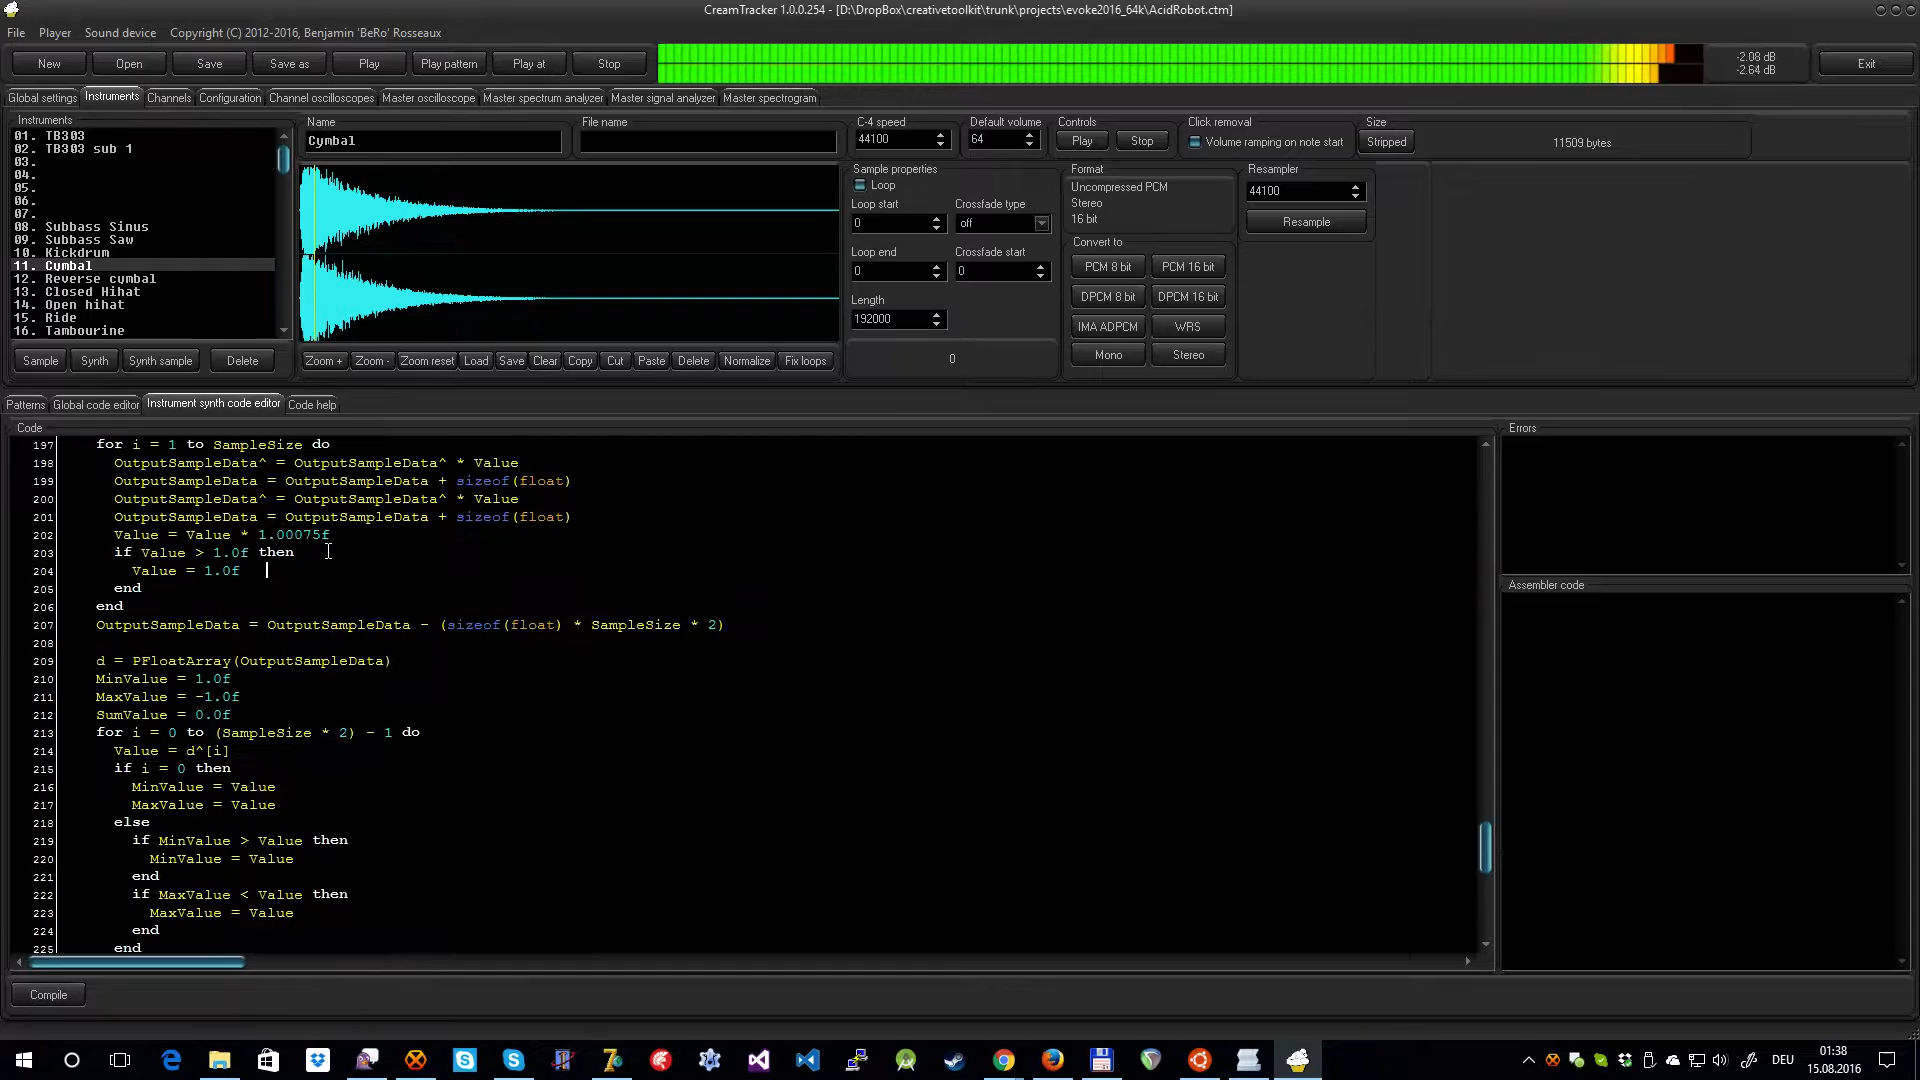 CreamTracker 1.0.0.254 - [D:\DropBox\creativetoolkit\trunk\projects\evoke2016_64k\AcidRobot.ctm]
File Player Sound device Copyright (C) 2012-2016, Benjamin 'BeRo' Rosseaux
New Open Save Save as Play Play pattern Play at Stop
-2.08 dB
-2.64 dB
Exit
Global settings Instruments Channels Configuration Channel oscilloscopes Master oscilloscope Master spectrum analyzer Master signal analyzer Master spectrogram
Instruments
01. TB303
02. TB303 sub 1
03.
04.
05.
06.
07.
08. Subbass Sinus
09. Subbass Saw
10. Kickdrum
11. Cymbal
12. Reverse cymbal
13. Closed Hihat
14. Open hihat
15. Ride
16. Tambourine
Sample Synth Synth sample Delete
Name
Cymbal
File name
Zoom + Zoom - Zoom reset Load Save Clear Copy Cut Paste Delete Normalize Fix loops
C-4 speed
44100
Default volume
64
Controls
Play Stop
Click removal
Volume ramping on note start
Size
Stripped 11509 bytes
Sample properties
Loop
Loop start
0
Crossfade type
off
Loop end
0
Crossfade start
0
Length
192000
0
Format
Uncompressed PCM
Stereo
16 bit
Convert to
PCM 8 bit PCM 16 bit
DPCM 8 bit DPCM 16 bit
IMA ADPCM WRS
Mono Stereo
Resampler
44100
Resample
Patterns Global code editor Instrument synth code editor Code help
Code
197 for i = 1 to SampleSize do
198 OutputSampleData^ = OutputSampleData^ * Value
199 OutputSampleData = OutputSampleData + sizeof(float)
200 OutputSampleData^ = OutputSampleData^ * Value
201 OutputSampleData = OutputSampleData + sizeof(float)
202 Value = Value * 1.00075f
203 if Value > 1.0f then
204 Value = 1.0f
205 end
206 end
207 OutputSampleData = OutputSampleData - (sizeof(float) * SampleSize * 2)
208
209 d = PFloatArray(OutputSampleData)
210 MinValue = 1.0f
211 MaxValue = -1.0f
212 SumValue = 0.0f
213 for i = 0 to (SampleSize * 2) - 1 do
214 Value = d^[i]
215 if i = 0 then
216 MinValue = Value
217 MaxValue = Value
218 else
219 if MinValue > Value then
220 MinValue = Value
221 end
222 if MaxValue < Value then
223 MaxValue = Value
224 end
225 end
Errors
Assembler code
Compile
DEU
01:38
15.08.2016